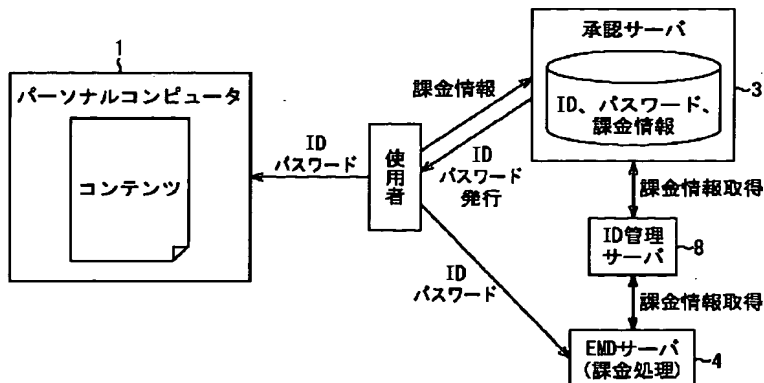 1
パーソナルコンピュータ
コンテンツ
ID
パスワード
使用者
課金情報
ID
パスワード
発行
ID
パスワード
承認サーバ
ID、パスワード、
課金情報
3
課金情報取得
ID管理
サーバ
8
課金情報取得
EMDサーバ
(課金処理)
4